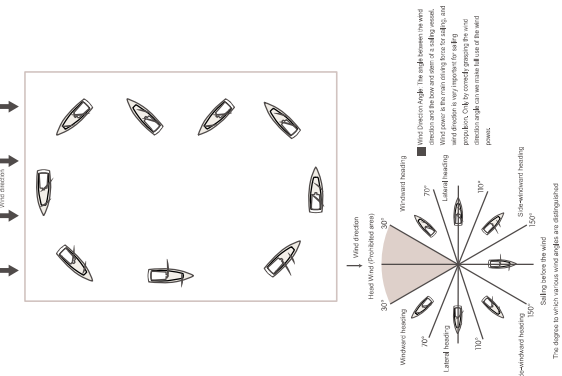 Wind direction
Wind Direction Angle: The angle between the wind
direction and the bow and stern of a sailing vessel.
Wind power is the main driving force for sailing, and
wind direction is very important for sailing
propulsion. Only by correctly grasping the wind
direction angle can we make full use of the wind
power.
Wind direction
Head Wind (Prohibited area)
30°
30°
Windward heading
Windward heading
70°
70°
Lateral heading
Lateral heading
110°
110°
Side-windward heading
de-windward heading
150°
150°
Sailing before the wind
The degree to which various wind angles are distinguished